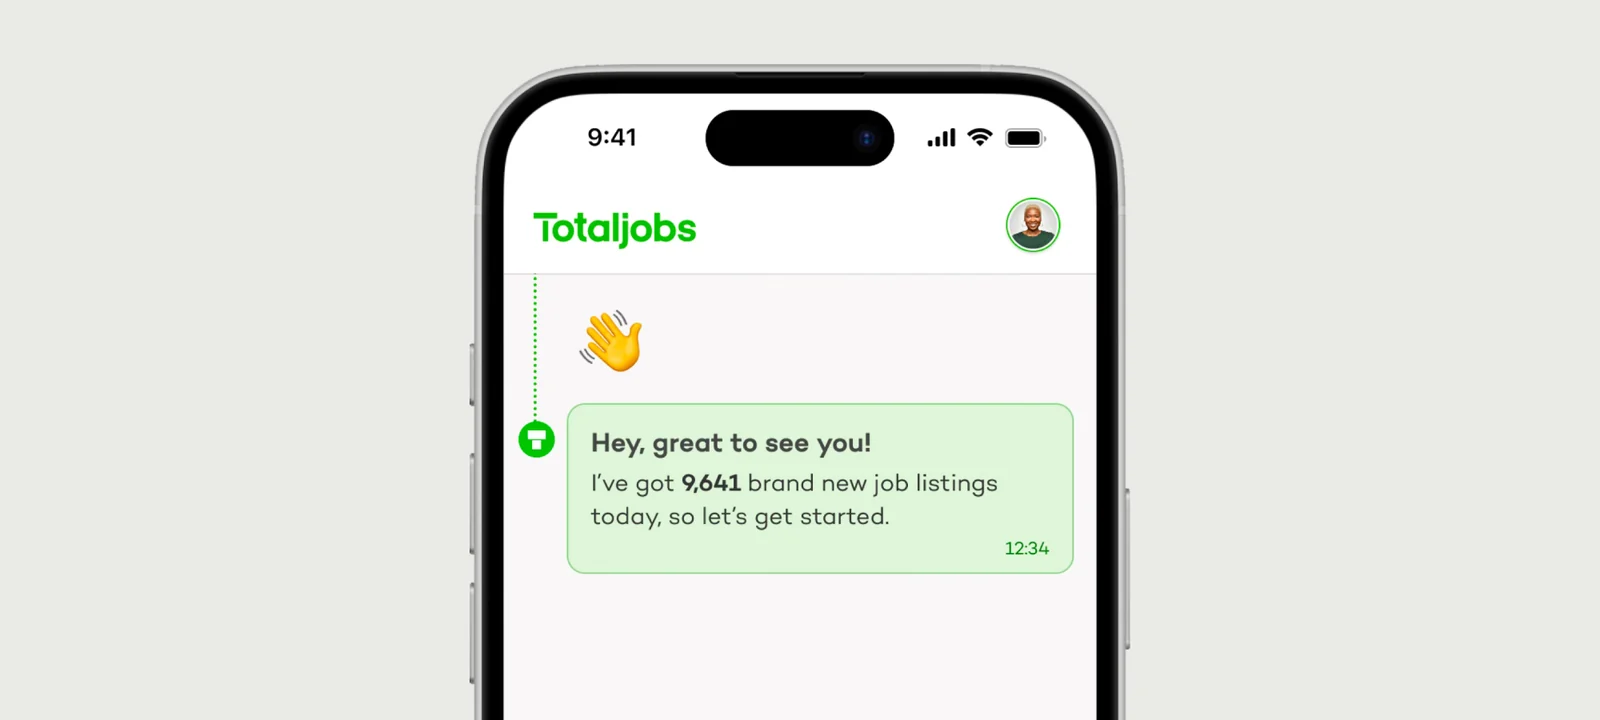 9:41
Totaljobs
Hey, great to see you!
I’ve got 9,641 brand new job listings
today, so let’s get started.
12:34